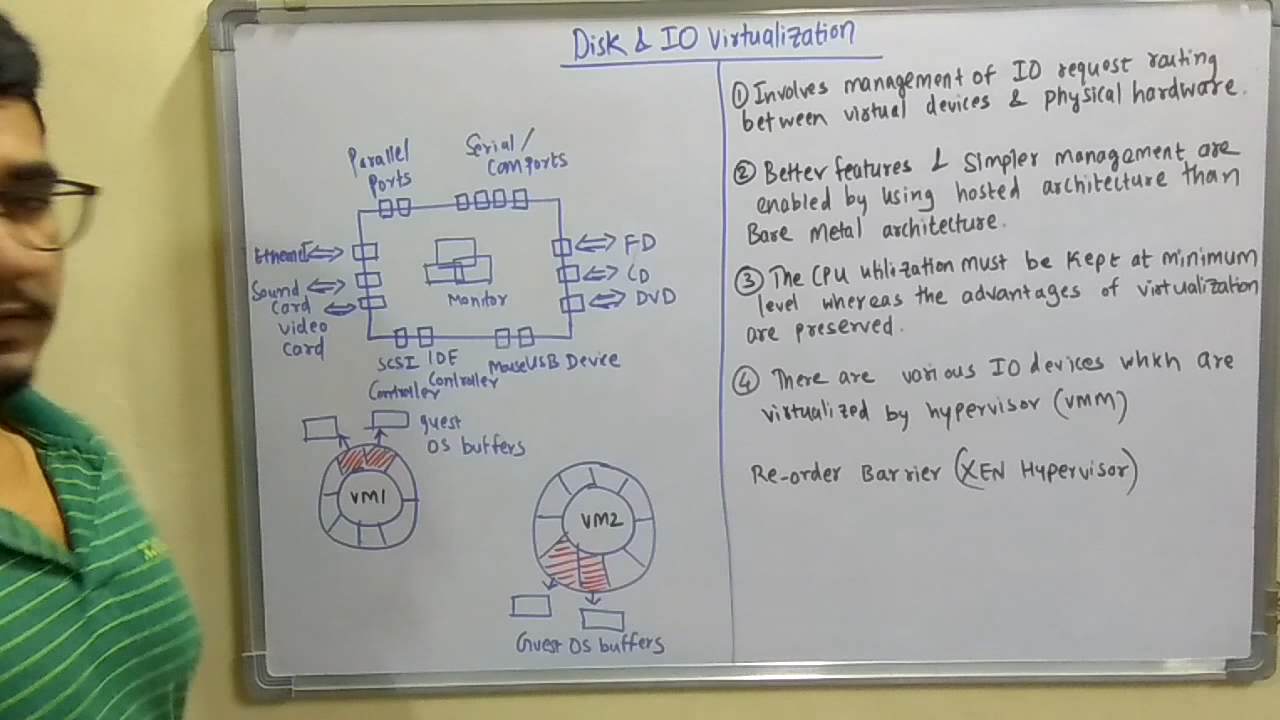 Disk & IO Virtualization
Parallel
Ports
Serial/
Com ports
Sound
Card
video
Card
Monitor
FD
CD
DVD
SCSI
Controller
IDE
Controller
Mouse
USB Device
guest
OS buffers
VM1
VM2
Guest OS buffers
① Involves management of IO request routing
between virtual devices & physical hardware.
② Better features & Simpler management are
enabled by using hosted architecture than
Bare Metal architecture.
③ The CPU utilization must be kept at minimum
level whereas the advantages of virtualization
are preserved.
④ There are various IO devices which are
virtualized by hypervisor (VMM)
Re-order Barrier (XEN Hypervisor)